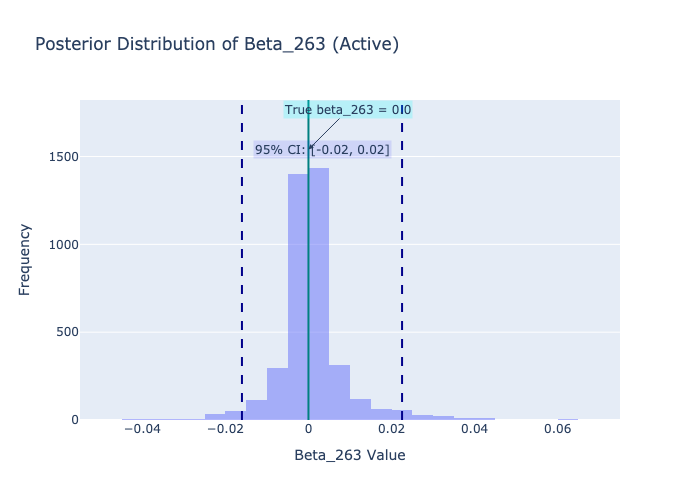 Posterior Distribution of Beta_263 (Active)
True beta_263 = 0.0
95% CI: [-0.02, 0.02]
1500
1000
500
0
Frequency
−0.04
−0.02
0
0.02
0.04
0.06
Beta_263 Value